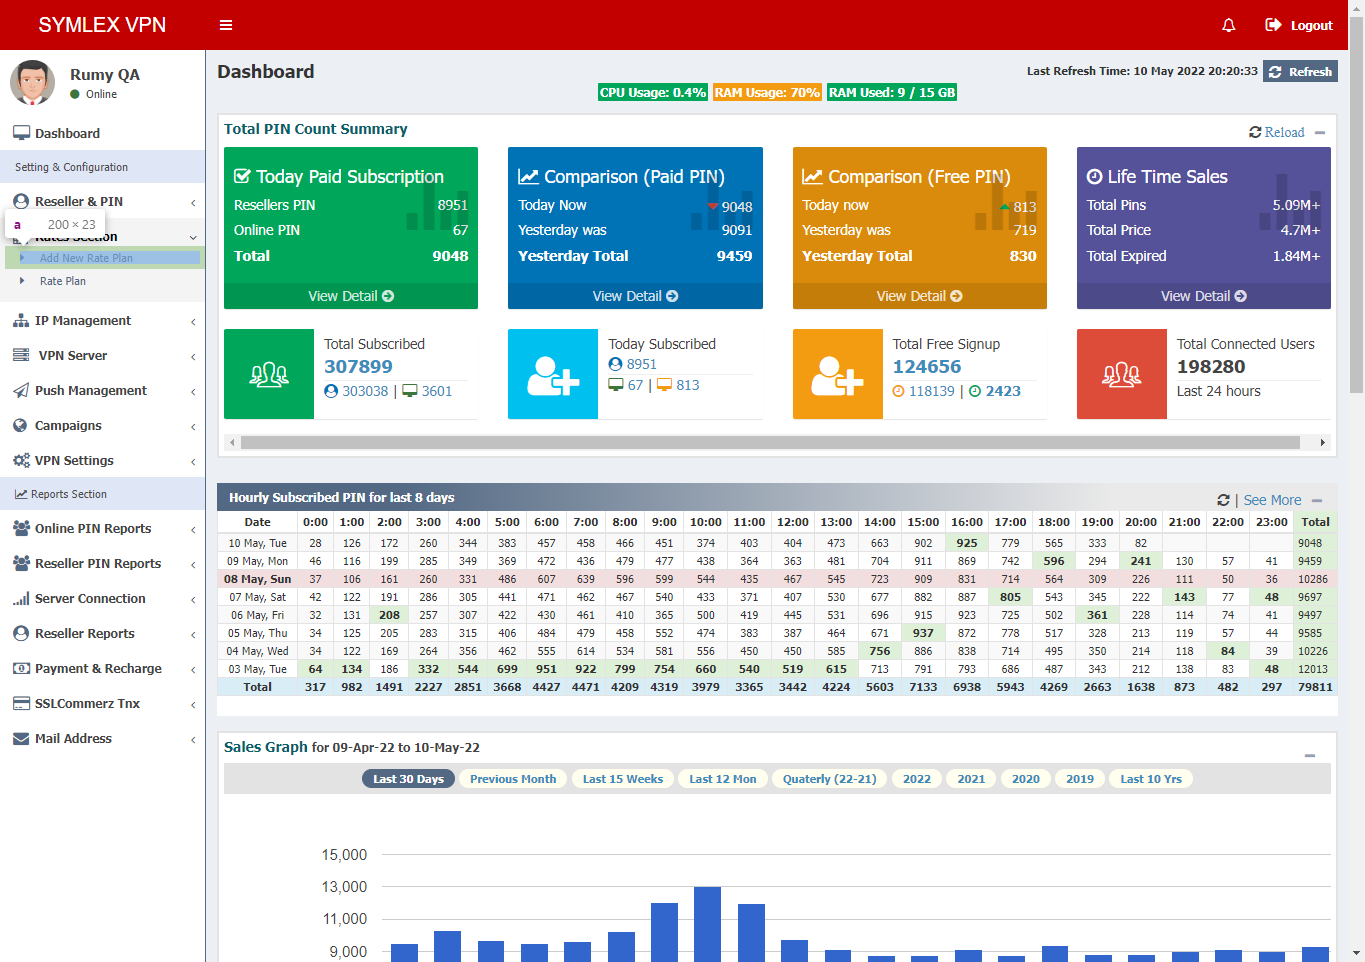 SYMLEX VPN
Logout
Rumy QA
Online
Dashboard
Setting & Configuration
Reseller & PIN
a 200 × 23
Rates Section
Add New Rate Plan
Rate Plan
IP Management
VPN Server
Push Management
Campaigns
VPN Settings
Reports Section
Online PIN Reports
Reseller PIN Reports
Server Connection
Reseller Reports
Payment & Recharge
SSLCommerz Tnx
Mail Address
Dashboard
Last Refresh Time: 10 May 2022 20:20:33 Refresh
CPU Usage: 0.4% RAM Usage: 70% RAM Used: 9 / 15 GB
Total PIN Count Summary
Reload
Today Paid Subscription
Resellers PIN 8951
Online PIN 67
Total 9048
View Detail
Comparison (Paid PIN)
Today Now 9048
Yesterday was 9091
Yesterday Total 9459
View Detail
Comparison (Free PIN)
Today now 813
Yesterday was 719
Yesterday Total 830
View Detail
Life Time Sales
Total Pins 5.09M+
Total Price 4.7M+
Total Expired 1.84M+
View Detail
Total Subscribed
307899
303038 | 3601
Today Subscribed
8951
67 | 813
Total Free Signup
124656
118139 | 2423
Total Connected Users
198280
Last 24 hours
Hourly Subscribed PIN for last 8 days
| See More
Date 0:00 1:00 2:00 3:00 4:00 5:00 6:00 7:00 8:00 9:00 10:00 11:00 12:00 13:00 14:00 15:00 16:00 17:00 18:00 19:00 20:00 21:00 22:00 23:00 Total
10 May, Tue 28 126 172 260 344 383 457 458 466 451 374 403 404 473 663 902 925 779 565 333 82 9048
09 May, Mon 46 116 199 285 349 369 472 436 479 477 438 364 363 481 704 911 869 742 596 294 241 130 57 41 9459
08 May, Sun 37 106 161 260 331 486 607 639 596 599 544 435 467 545 723 909 831 714 564 309 226 111 50 36 10286
07 May, Sat 42 122 191 286 305 441 471 462 467 540 433 371 407 530 677 882 887 805 543 345 222 143 77 48 9697
06 May, Fri 32 131 208 257 307 422 430 461 410 365 500 419 445 531 696 915 923 725 502 361 228 114 74 41 9497
05 May, Thu 34 125 205 283 315 406 484 479 458 552 474 383 387 464 671 937 872 778 517 328 213 119 57 44 9585
04 May, Wed 34 122 169 264 356 462 555 614 534 581 556 450 450 585 756 886 838 714 495 350 214 118 84 39 10226
03 May, Tue 64 134 186 332 544 699 951 922 799 754 660 540 519 615 713 791 793 686 487 343 212 138 83 48 12013
Total 317 982 1491 2227 2851 3668 4427 4471 4209 4319 3979 3365 3442 4224 5603 7133 6938 5943 4269 2663 1638 873 482 297 79811
Sales Graph for 09-Apr-22 to 10-May-22
Last 30 Days Previous Month Last 15 Weeks Last 12 Mon Quaterly (22-21) 2022 2021 2020 2019 Last 10 Yrs
15,000
13,000
11,000
9,000